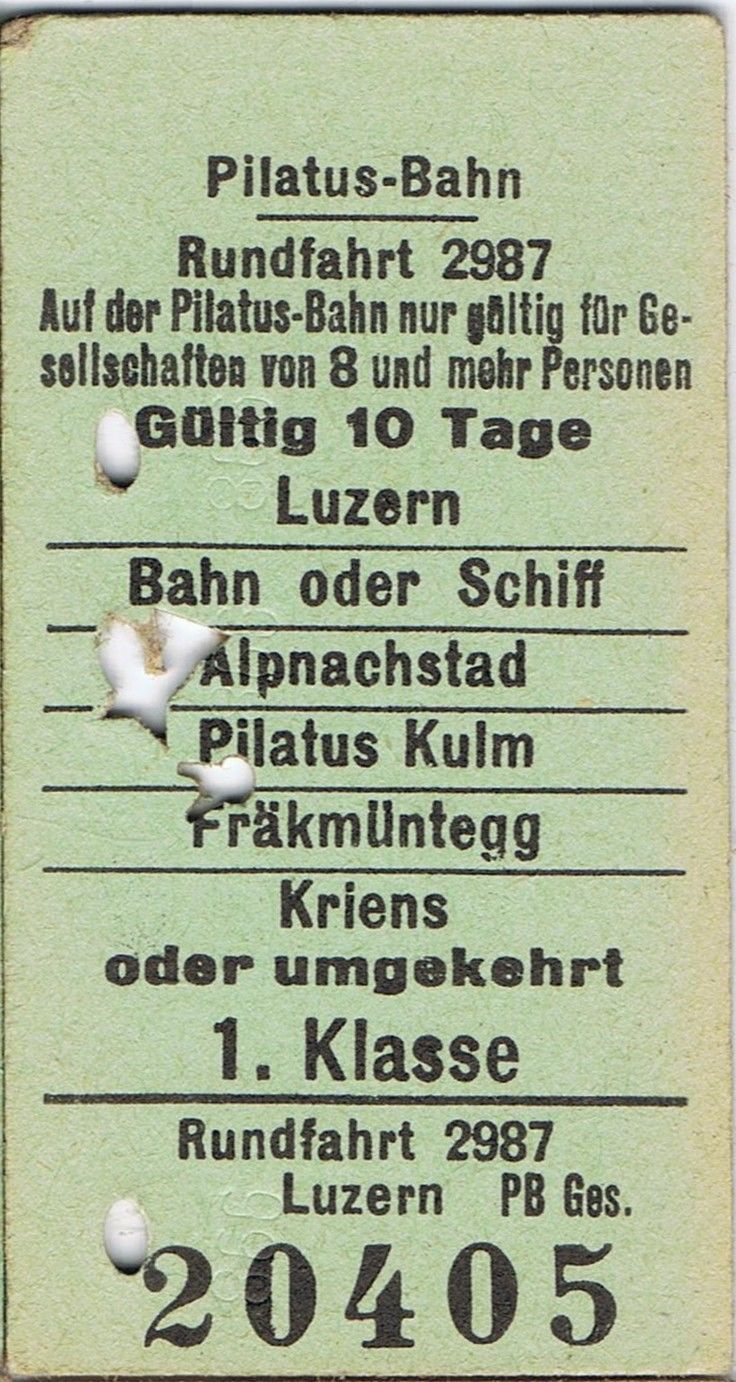 Pilatus-Bahn
Rundfahrt 2987
Auf der Pilatus-Bahn nur gültig für Ge-
sellschaften von 8 und mehr Personen
Gültig 10 Tage
Luzern
Bahn oder Schiff
Alpnachstad
Pilatus Kulm
Fräkmüntegg
Kriens
oder umgekehrt
1. Klasse
Rundfahrt 2987
Luzern PB Ges.
20405